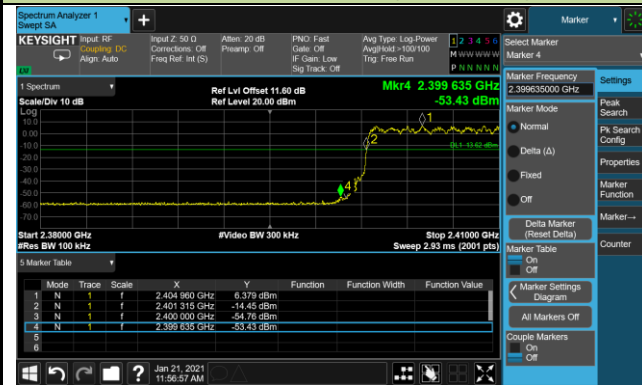 Spectrum Analyzer 1
Swept SA
Marker
KEYSIGHT
Input: RF
Coupling: DC
Align: Auto
Input Z: 50 Ω
Corrections: Off
Freq Ref: Int (S)
Atten: 20 dB
Preamp: Off
PNO: Fast
Gate: Off
IF Gain: Low
Sig Track: Off
Avg Type: Log-Power
Avg|Hold:>100/100
Trig: Free Run
1 2 3 4 5 6
M W W W W W
P N N N N N
Select Marker
Marker 4
1 Spectrum
Scale/Div 10 dB
Ref Lvl Offset 11.60 dB
Ref Level 20.00 dBm
Mkr4 2.399 635 GHz
-53.43 dBm
Log
10.0
0.00
-10.0
-20.0
-30.0
-40.0
-50.0
-60.0
-70.0
1
2
4
DL1 -13.62 dBm
Start 2.38000 GHz
#Video BW 300 kHz
Stop 2.41000 GHz
#Res BW 100 kHz
Sweep 2.93 ms (2001 pts)
5 Marker Table
Mode Trace Scale X Y Function Function Width Function Value
1 N 1 f 2.404 960 GHz 6.379 dBm
2 N 1 f 2.401 315 GHz -14.45 dBm
3 N 1 f 2.400 000 GHz -54.76 dBm
4 N 1 f 2.399 635 GHz -53.43 dBm
5
6
Marker Frequency
2.399635000 GHz
Marker Mode
Normal
Delta (Δ)
Fixed
Off
Delta Marker
(Reset Delta)
Marker Table
On
Off
Marker Settings
Diagram
All Markers Off
Couple Markers
On
Off
Settings
Peak
Search
Pk Search
Config
Properties
Marker
Function
Marker→
Counter
Jan 21, 2021
11:56:57 AM